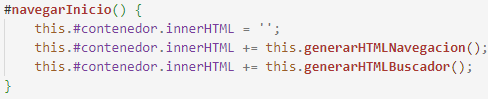 #navegarInicio() {
    this.#contenedor.innerHTML = '';
    this.#contenedor.innerHTML += this.generarHTMLNavegacion();
    this.#contenedor.innerHTML += this.generarHTMLBuscador();
}